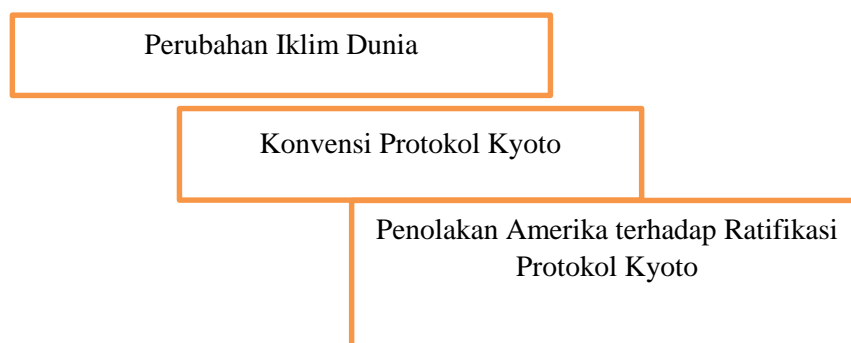 Perubahan Iklim Dunia
Konvensi Protokol Kyoto
Penolakan Amerika terhadap Ratifikasi
Protokol Kyoto